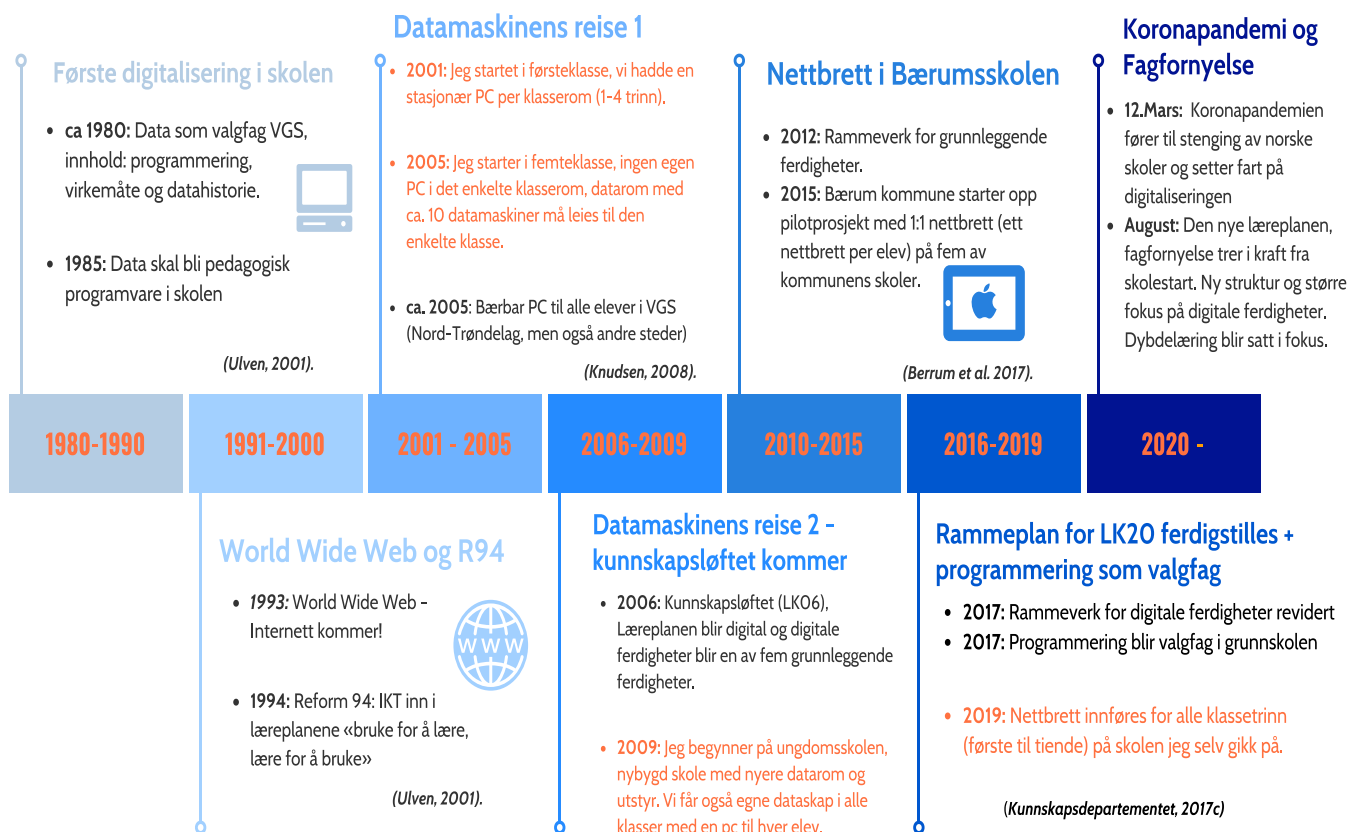 Første digitalisering i skolen
• ca 1980: Data som valgfag VGS,
innhold: programmering,
virkemåte og datahistorie.
• 1985: Data skal bli pedagogisk
programvare i skolen
(Ulven, 2001).
Datamaskinens reise 1
• 2001: Jeg startet i førsteklasse, vi hadde en
stasjonær PC per klasserom (1-4 trinn).
• 2005: Jeg starter i femteklasse, ingen egen
PC i det enkelte klasserom, datarom med
ca. 10 datamaskiner må leies til den
enkelte klasse.
• ca. 2005: Bærbar PC til alle elever i VGS
(Nord-Trøndelag, men også andre steder)
(Knudsen, 2008).
Nettbrett i Bærumsskolen
• 2012: Rammeverk for grunnleggende
ferdigheter.
• 2015: Bærum kommune starter opp
pilotprosjekt med 1:1 nettbrett (ett
nettbrett per elev) på fem av
kommunens skoler.
(Berrum et al. 2017).
Koronapandemi og
Fagfornyelse
• 12.Mars: Koronapandemien
fører til stenging av norske
skoler og setter fart på
digitaliseringen
• August: Den nye læreplanen,
fagfornyelse trer i kraft fra
skolestart. Ny struktur og større
fokus på digitale ferdigheter.
Dybdelæring blir satt i fokus.
1980-1990
1991-2000
2001 - 2005
2006-2009
2010-2015
2016-2019
2020 -
World Wide Web og R94
• 1993: World Wide Web -
Internett kommer!
WWW
• 1994: Reform 94: IKT inn i
læreplanene «bruke for å lære,
lære for å bruke»
(Ulven, 2001).
Datamaskinens reise 2 -
kunnskapsløftet kommer
• 2006: Kunnskapsløftet (LK06),
Læreplanen blir digital og digitale
ferdigheter blir en av fem grunnleggende
ferdigheter.
• 2009: Jeg begynner på ungdomsskolen,
nybygd skole med nyere datarom og
utstyr. Vi får også egne dataskap i alle
klasser med en pc til hver elev.
Rammeplan for LK20 ferdigstilles +
programmering som valgfag
• 2017: Rammeverk for digitale ferdigheter revidert
• 2017: Programmering blir valgfag i grunnskolen
• 2019: Nettbrett innføres for alle klassetrinn
(første til tiende) på skolen jeg selv gikk på.
(Kunnskapsdepartementet, 2017c)